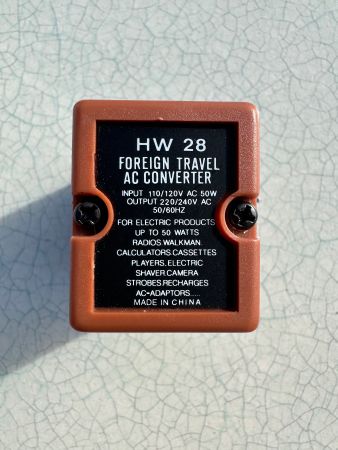 HW 28
FOREIGN TRAVEL
AC CONVERTER
INPUT 110/120V AC 50W
OUTPUT 220/240V AC
50/60HZ
FOR ELECTRIC PRODUCTS
UP TO 50 WATTS
RADIOS.WALKMAN.
CALCULATORS.CASSETTES
PLAYERS.ELECTRIC
SHAVER.CAMERA
STROBES.RECHARGES
AC-ADAPTORS.....
MADE IN CHINA